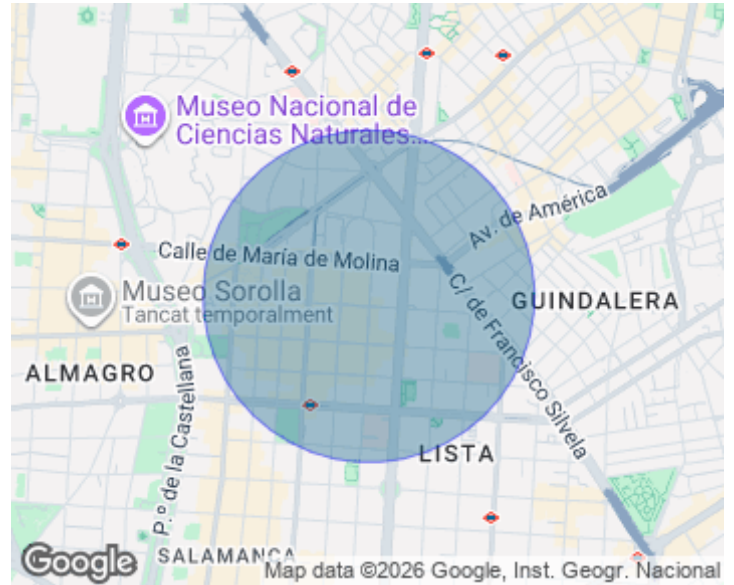 Museo Nacional de
Ciencias Naturales...
Av. de América
Calle de María de Molina
Museo Sorolla
Tancat temporalment
C/ de Francisco Silvela
GUINDALERA
ALMAGRO
P.º de la Castellana
LISTA
SALAMANCA
Google
Map data ©2026 Google, Inst. Geogr. Nacional